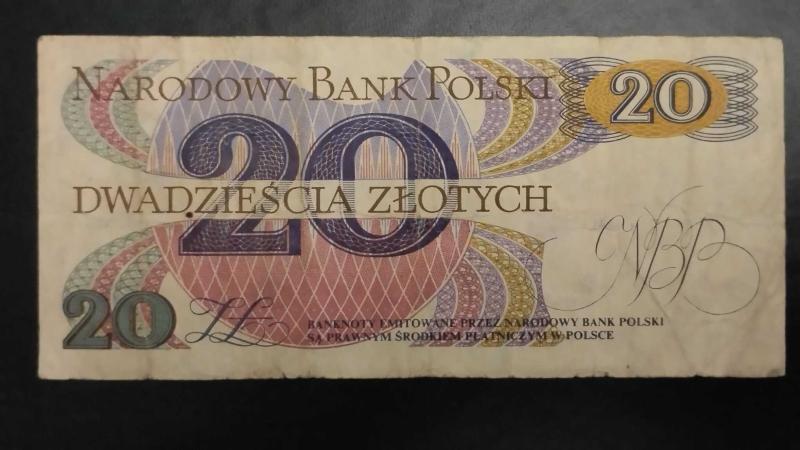 NARODOWY BANK POLSKI
20
20
DWADZIEŚCIA ZŁOTYCH
NBP
20
BANKNOTY EMITOWANE PRZEZ NARODOWY BANK POLSKI
SĄ PRAWNYM ŚRODKIEM PŁATNICZYM W POLSCE